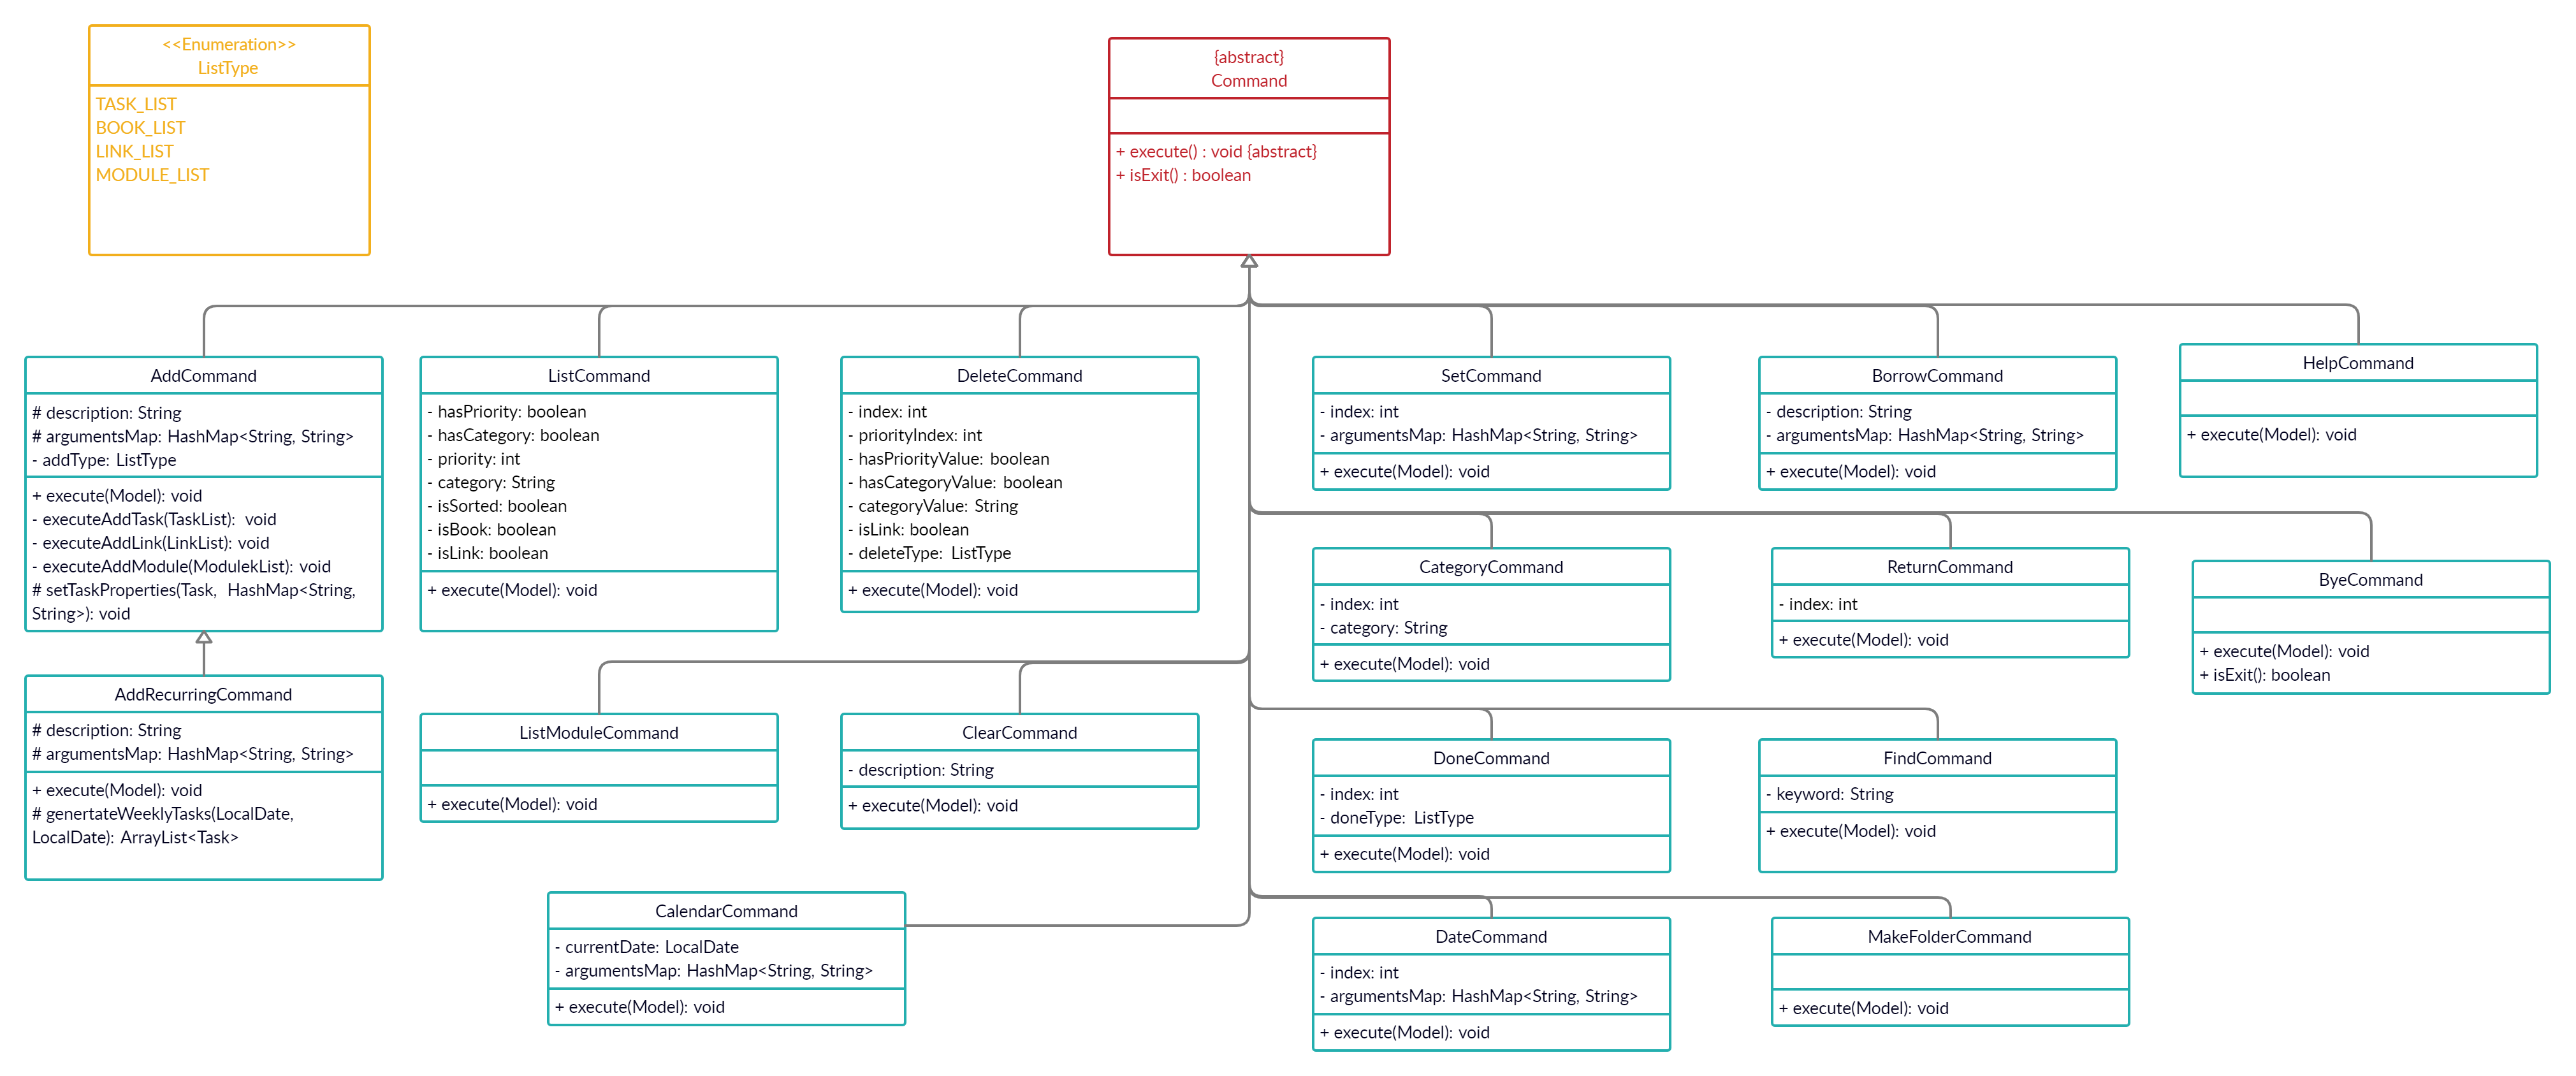 <<Enumeration>>
ListType
TASK_LIST
BOOK_LIST
LINK_LIST
MODULE_LIST
{abstract}
Command
+ execute() : void {abstract}
+ isExit() : boolean
AddCommand
# description: String
# argumentsMap: HashMap<String, String>
- addType: ListType
+ execute(Model): void
- executeAddTask(TaskList): void
- executeAddLink(LinkList): void
- executeAddModule(ModulekList): void
# setTaskProperties(Task, HashMap<String,
String>): void
ListCommand
- hasPriority: boolean
- hasCategory: boolean
- priority: int
- category: String
- isSorted: boolean
- isBook: boolean
- isLink: boolean
+ execute(Model): void
DeleteCommand
- index: int
- priorityIndex: int
- hasPriorityValue: boolean
- hasCategoryValue: boolean
- categoryValue: String
- isLink: boolean
- deleteType: ListType
+ execute(Model): void
SetCommand
- index: int
- argumentsMap: HashMap<String, String>
+ execute(Model): void
BorrowCommand
- description: String
- argumentsMap: HashMap<String, String>
+ execute(Model): void
HelpCommand
+ execute(Model): void
CategoryCommand
- index: int
- category: String
+ execute(Model): void
ReturnCommand
- index: int
+ execute(Model): void
ByeCommand
+ execute(Model): void
+ isExit(): boolean
AddRecurringCommand
# description: String
# argumentsMap: HashMap<String, String>
+ execute(Model): void
# genertateWeeklyTasks(LocalDate,
LocalDate): ArrayList<Task>
ListModuleCommand
+ execute(Model): void
ClearCommand
- description: String
+ execute(Model): void
DoneCommand
- index: int
- doneType: ListType
+ execute(Model): void
FindCommand
- keyword: String
+ execute(Model): void
CalendarCommand
- currentDate: LocalDate
- argumentsMap: HashMap<String, String>
+ execute(Model): void
DateCommand
- index: int
- argumentsMap: HashMap<String, String>
+ execute(Model): void
MakeFolderCommand
+ execute(Model): void